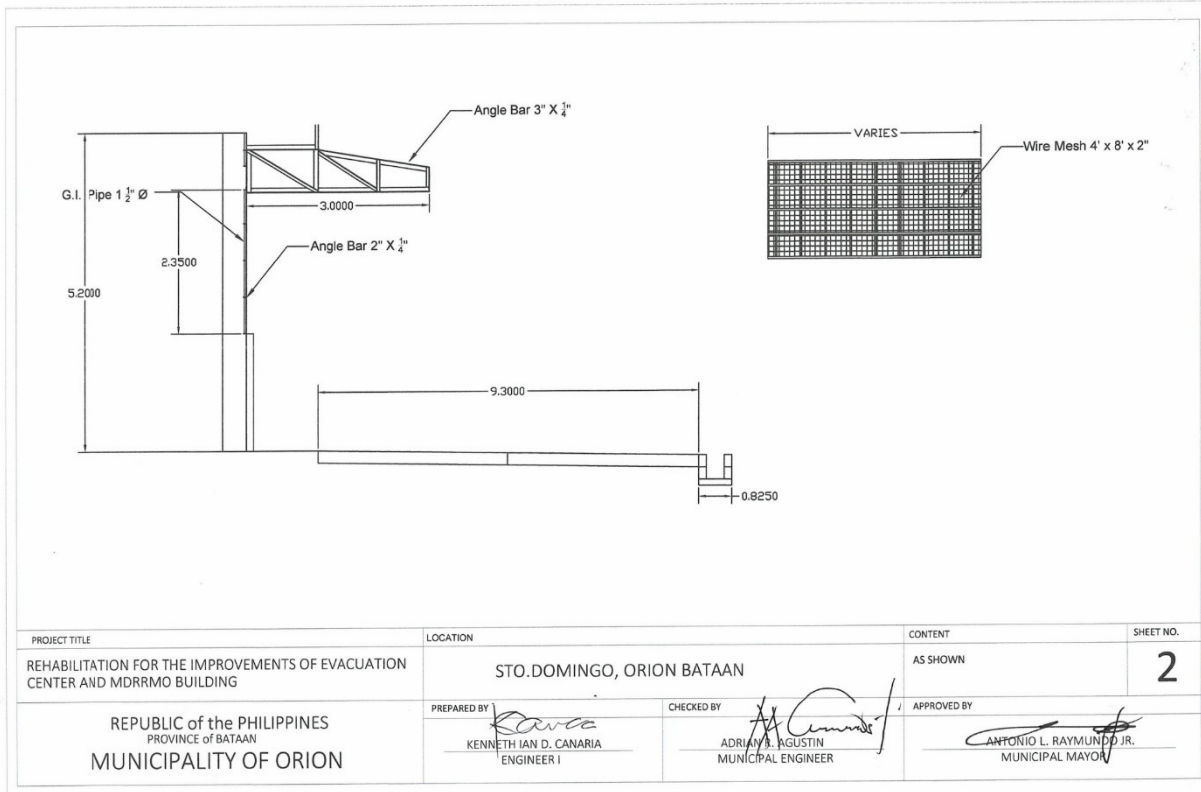 Angle Bar 3" X 1/4"
VARIES
Wire Mesh 4' x 8' x 2"
G.I. Pipe 1 1/2" Ø
3.0000
Angle Bar 2" X 1/4"
2.3500
5.2000
9.3000
0.8250
PROJECT TITLE
REHABILITATION FOR THE IMPROVEMENTS OF EVACUATION
CENTER AND MDRRMO BUILDING
LOCATION
STO.DOMINGO, ORION BATAAN
CONTENT
AS SHOWN
SHEET NO.
2
REPUBLIC of the PHILIPPINES
PROVINCE of BATAAN
MUNICIPALITY OF ORION
PREPARED BY
KENNETH IAN D. CANARIA
ENGINEER I
CHECKED BY
ADRIAN R. AGUSTIN
MUNICIPAL ENGINEER
APPROVED BY
ANTONIO L. RAYMUNDO JR.
MUNICIPAL MAYOR